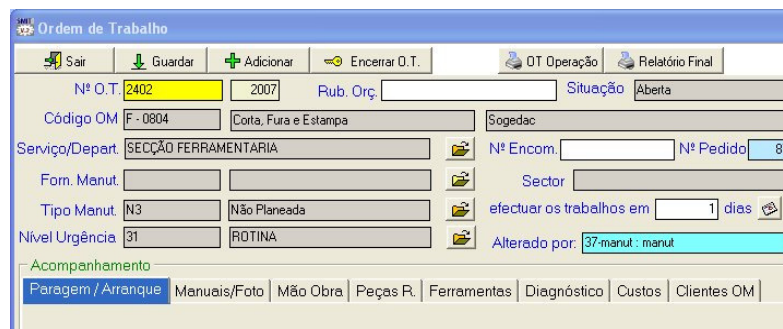 Ordem de Trabalho
Sair Guardar Adicionar Encerrar O.T. OT Operação Relatório Final
Nº O.T. 2402 2007 Rub. Orç. Situação Aberta
Código OM F - 0804 Corta, Fura e Estampa Sogedac
Serviço/Depart. SECÇÃO FERRAMENTARIA Nº Encom. Nº Pedido 8
Forn. Manut. Sector
Tipo Manut. N3 Não Planeada efectuar os trabalhos em 1 dias
Nível Urgência 31 ROTINA Alterado por: 37-manut : manut
Acompanhamento
Paragem / Arranque Manuais/Foto Mão Obra Peças R. Ferramentas Diagnóstico Custos Clientes OM